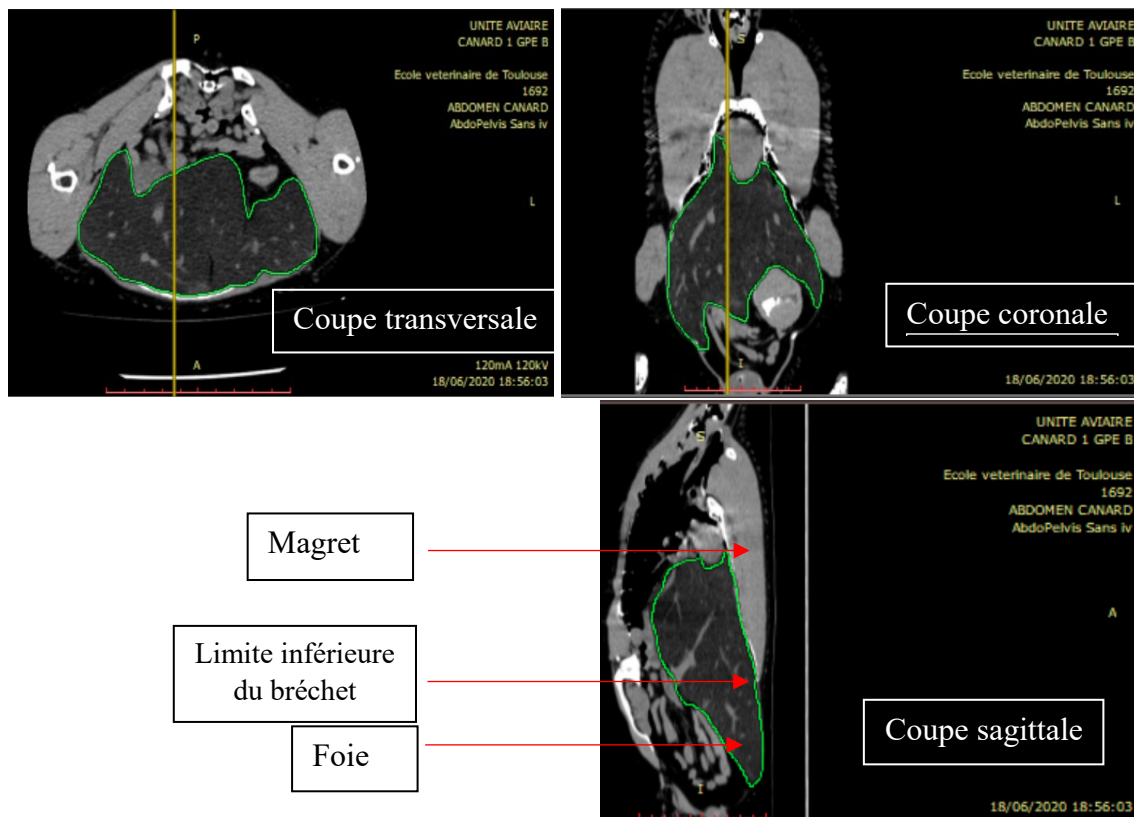 UNITE AVIAIRE
CANARD 1 GPE B
Ecole veterinaire de Toulouse
1692
ABDOMEN CANARD
AbdoPelvis Sans iv
P
L
A
Coupe transversale
120mA 120kV
18/06/2020 18:56:03
UNITE AVIAIRE
CANARD 1 GPE B
Ecole veterinaire de Toulouse
1692
ABDOMEN CANARD
AbdoPelvis Sans iv
S
L
I
Coupe coronale
18/06/2020 18:56:03
UNITE AVIAIRE
CANARD 1 GPE B
Ecole veterinaire de Toulouse
1692
ABDOMEN CANARD
AbdoPelvis Sans iv
S
A
I
Coupe sagittale
18/06/2020 18:56:03
Magret
Limite inférieure
du bréchet
Foie